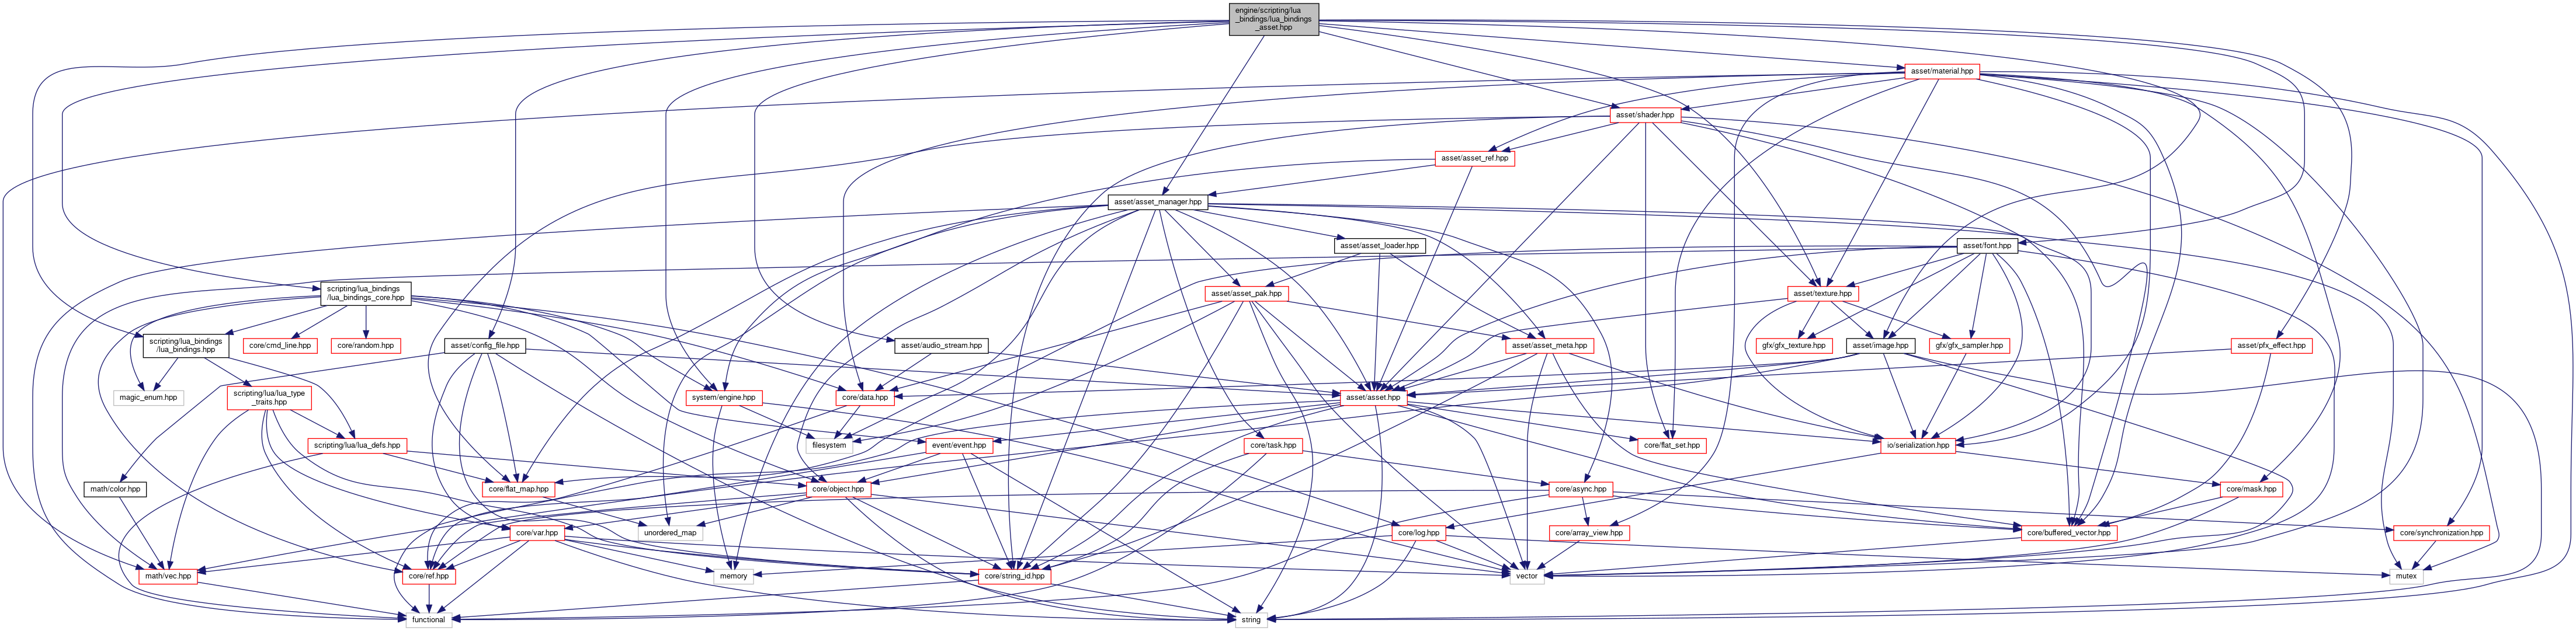 engine/scripting/lua
_bindings/lua_bindings
_asset.hpp
asset/material.hpp
asset/shader.hpp
asset/asset_ref.hpp
asset/asset_manager.hpp
asset/asset_loader.hpp
asset/font.hpp
scripting/lua_bindings
/lua_bindings_core.hpp
asset/asset_pak.hpp
asset/texture.hpp
scripting/lua_bindings
/lua_bindings.hpp
core/cmd_line.hpp
core/random.hpp
asset/config_file.hpp
asset/audio_stream.hpp
asset/asset_meta.hpp
gfx/gfx_texture.hpp
asset/image.hpp
gfx/gfx_sampler.hpp
asset/pfx_effect.hpp
magic_enum.hpp
scripting/lua/lua_type
_traits.hpp
system/engine.hpp
core/data.hpp
asset/asset.hpp
scripting/lua/lua_defs.hpp
filesystem
event/event.hpp
core/task.hpp
core/flat_set.hpp
io/serialization.hpp
math/color.hpp
core/flat_map.hpp
core/object.hpp
core/async.hpp
core/mask.hpp
core/var.hpp
unordered_map
core/log.hpp
core/array_view.hpp
core/buffered_vector.hpp
core/synchronization.hpp
math/vec.hpp
core/ref.hpp
memory
core/string_id.hpp
vector
mutex
functional
string